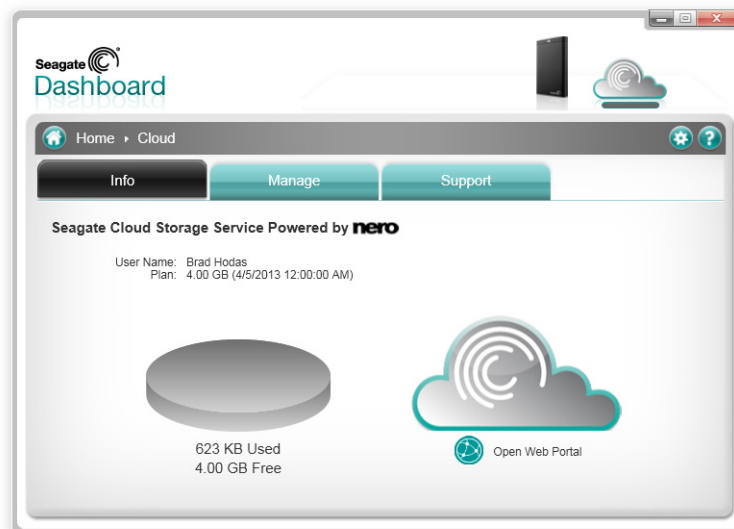 Seagate
Dashboard
Home ▸ Cloud
Info
Manage
Support
Seagate Cloud Storage Service Powered by nero
User Name: Brad Hodas
Plan: 4.00 GB (4/5/2013 12:00:00 AM)
623 KB Used
4.00 GB Free
Open Web Portal